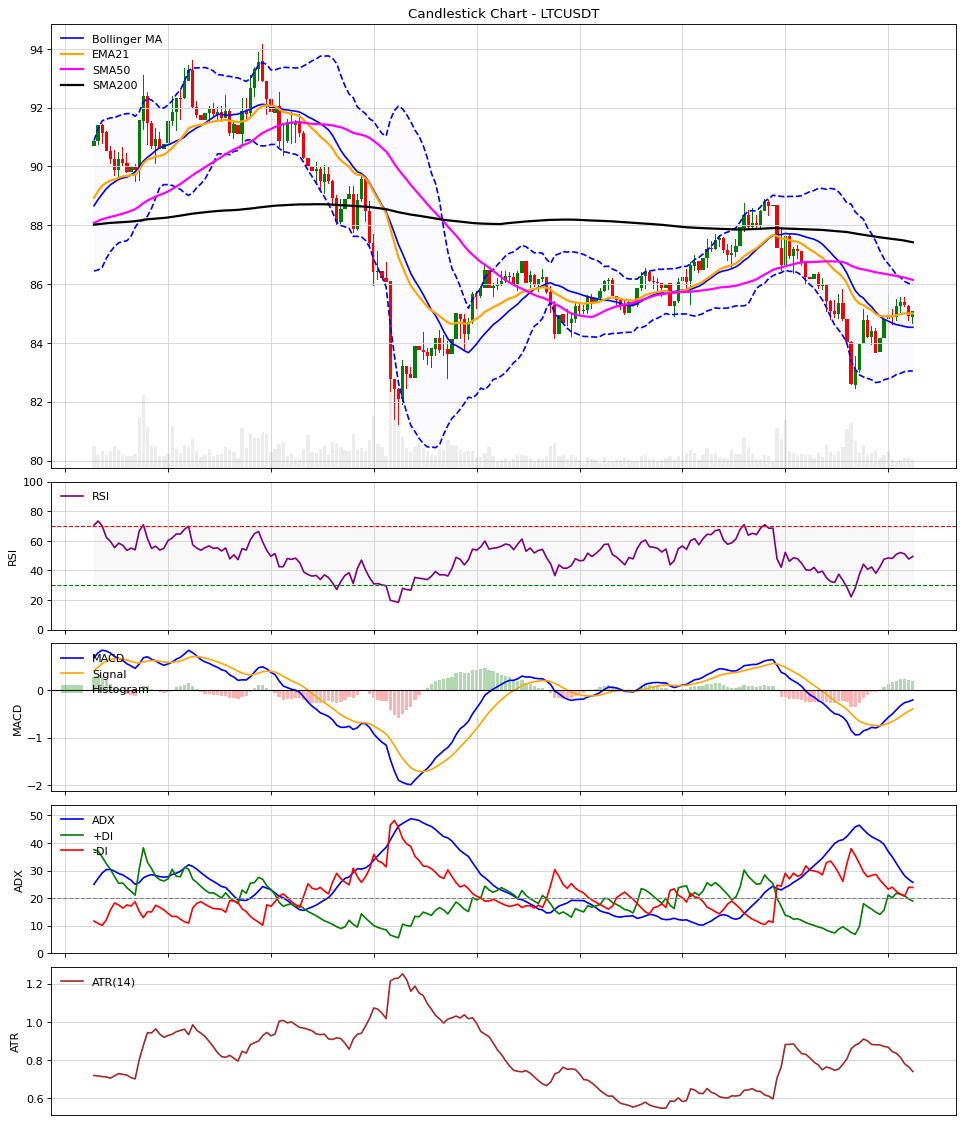 Candlestick Chart - LTCUSDT
Bollinger MA
EMA21
SMA50
SMA200
94
92
90
88
86
84
82
80
RSI
RSI
100
80
60
40
20
0
MACD
Signal
Histogram
MACD
0
−1
−2
ADX
+DI
-DI
ADX
50
40
30
20
10
0
ATR(14)
ATR
1.2
1.0
0.8
0.6